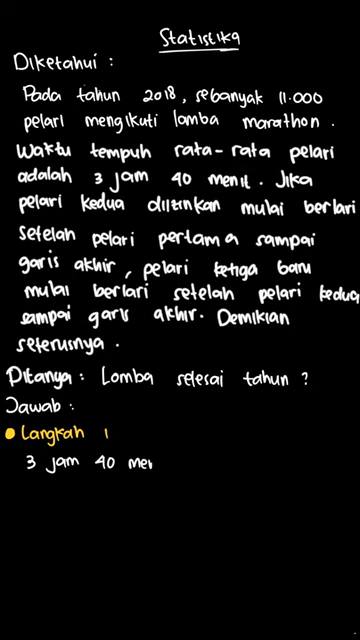 Statistika
Diketahui :
Pada tahun 2018, sebanyak 11.000
pelari mengikuti lomba marathon.
Waktu tempuh rata-rata pelari
adalah 3 jam 40 menit. Jika
pelari kedua diizinkan mulai berlari
setelah pelari pertama sampai
garis akhir, pelari ketiga baru
mulai berlari setelah pelari kedua
sampai garis akhir. Demikian
seterusnya.
Ditanya : Lomba selesai tahun ?
Jawab :
Langkah 1
3 jam 40 men